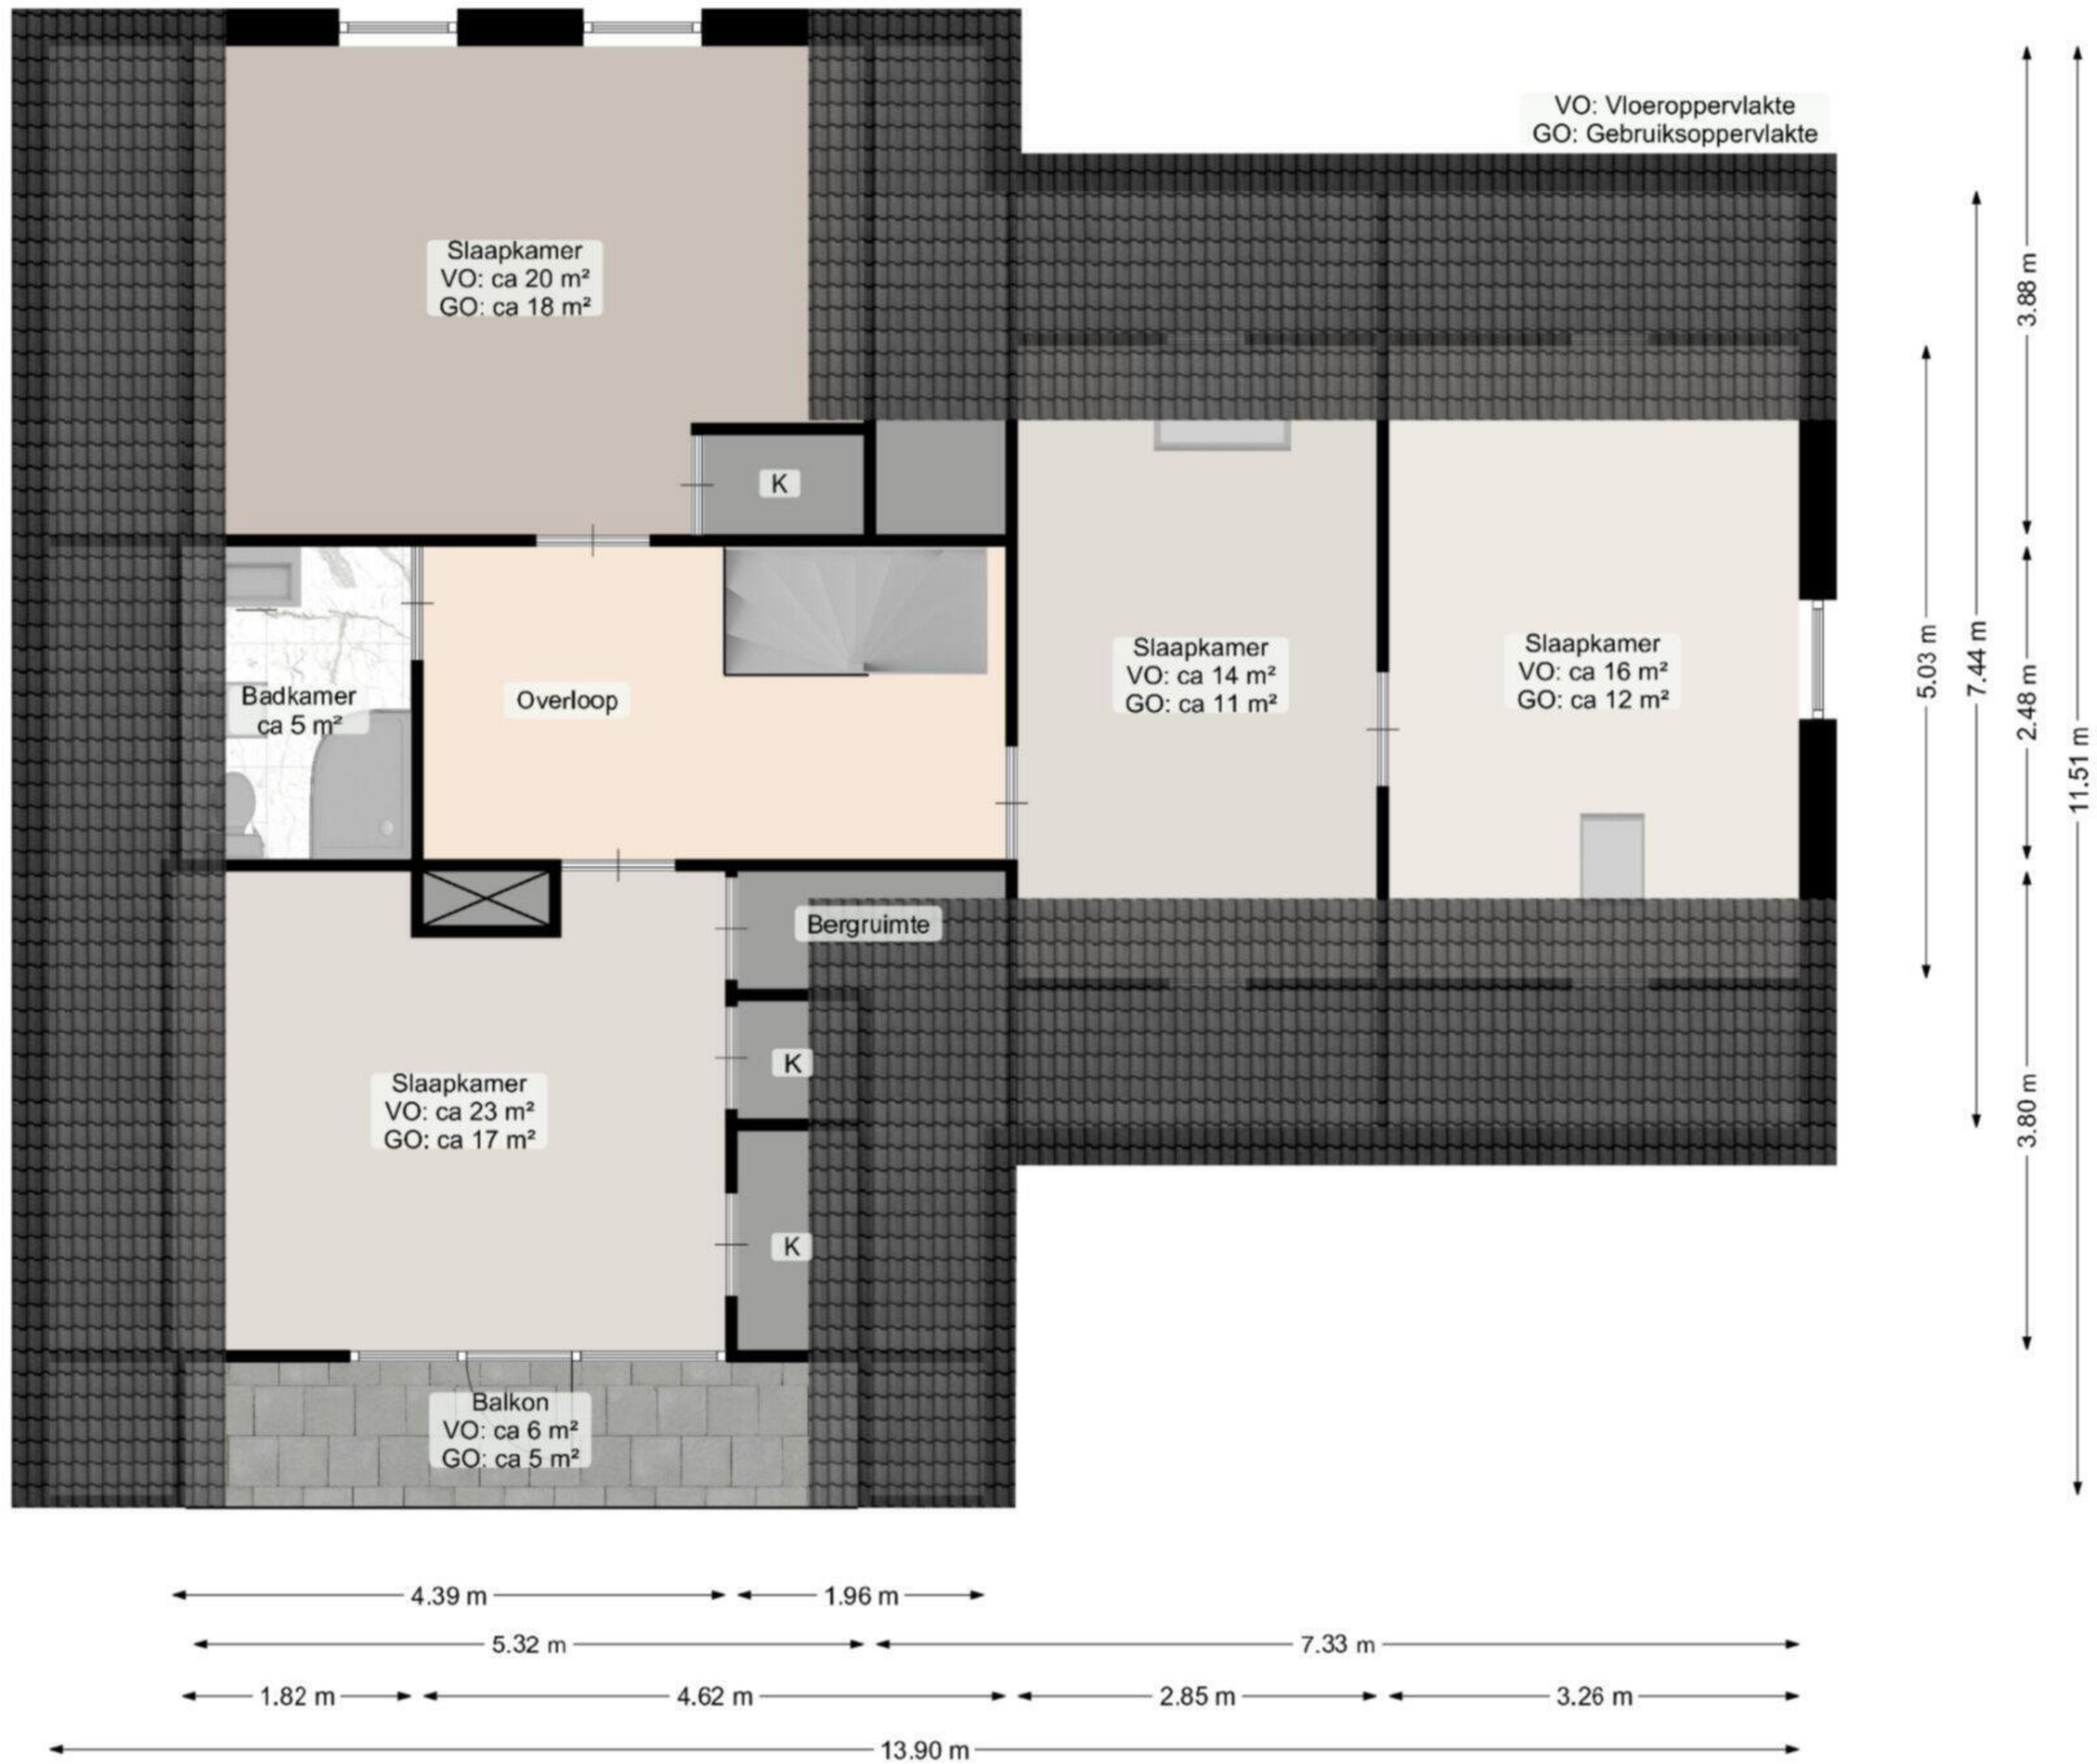 VO: Vloeroppervlakte
GO: Gebruiksoppervlakte
Slaapkamer
VO: ca 20 m²
GO: ca 18 m²
3.88 m
K
Slaapkamer
VO: ca 14 m²
GO: ca 11 m²
Slaapkamer
VO: ca 16 m²
GO: ca 12 m²
5.03 m
7.44 m
2.48 m
11.51 m
Badkamer
ca 5 m²
Overloop
Bergruimte
K
Slaapkamer
VO: ca 23 m²
GO: ca 17 m²
3.80 m
K
Balkon
VO: ca 6 m²
GO: ca 5 m²
4.39 m
1.96 m
5.32 m
7.33 m
1.82 m
4.62 m
2.85 m
3.26 m
13.90 m